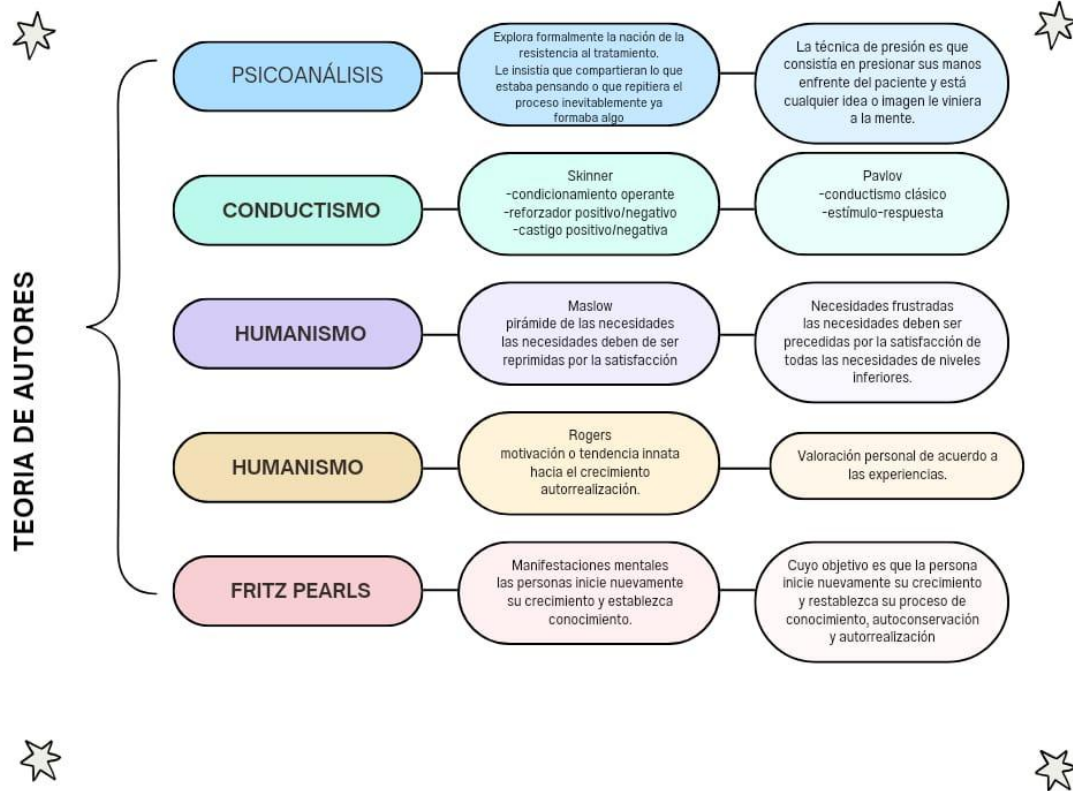 TEORIA DE AUTORES
PSICOANÁLISIS
Explora formalmente la nación de la
resistencia al tratamiento.
Le insistia que compartieran lo que
estaba pensando o que repitiera el
proceso inevitablemente ya
formaba algo
La técnica de presión es que
consistía en presionar sus manos
enfrente del paciente y está
cualquier idea o imagen le viniera
a la mente.
CONDUCTISMO
Skinner
-condicionamiento operante
-reforzador positivo/negativo
-castigo positivo/negativa
Pavlov
-conductismo clásico
-estímulo-respuesta
HUMANISMO
Maslow
pirámide de las necesidades
las necesidades deben de ser
reprimidas por la satisfacción
Necesidades frustradas
las necesidades deben ser
precedidas por la satisfacción de
todas las necesidades de niveles
inferiores.
HUMANISMO
Rogers
motivación o tendencia innata
hacia el crecimiento
autorrealización.
Valoración personal de acuerdo a
las experiencias.
FRITZ PEARLS
Manifestaciones mentales
las personas inicie nuevamente
su crecimiento y establezca
conocimiento.
Cuyo objetivo es que la persona
inicie nuevamente su crecimiento
y restablezca su proceso de
conocimiento, autoconservación
y autorrealización